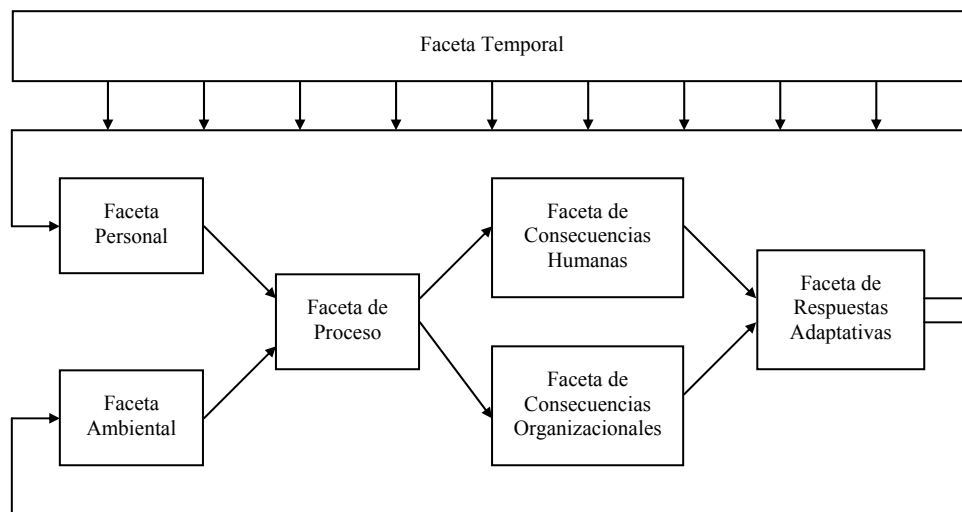 Faceta Temporal
Faceta
Personal
Faceta
Ambiental
Faceta de
Proceso
Faceta de
Consecuencias
Humanas
Faceta de
Consecuencias
Organizacionales
Faceta de
Respuestas
Adaptativas